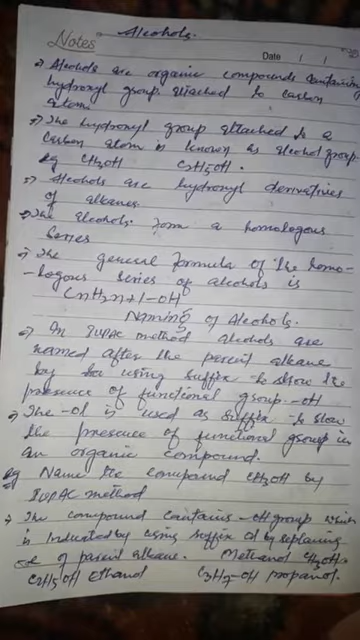 Alcohols.
Notes
Date / /
→ Alcohols are organic compounds containing
hydroxyl group attached to carbon
atom.
→ The hydroxyl group attached to a
carbon atom is known as alcohol group.
eg CH3OH C2H5OH.
→ Alcohols are hydroxyl derivatives
of alkanes
→ The alcohols form a homologous
series
→ The general formula of the homo-
-logous series of alcohols is
CnH2n+1-OH
Naming of Alcohols.
→ In IUPAC method alcohols are
named after the parent alkane
by using suffix to show the
presence of functional group -OH
→ The -ol is used as suffix to show
the presence of functional group in
an organic compound.
eg Name the compound CH3OH by
IUPAC method
→ The compound contains -OH group which
is indicated by using suffix ol by replacing
of parent alkane. Methanol CH3OH.
C2H5OH Ethanol C3H7-OH propanol.